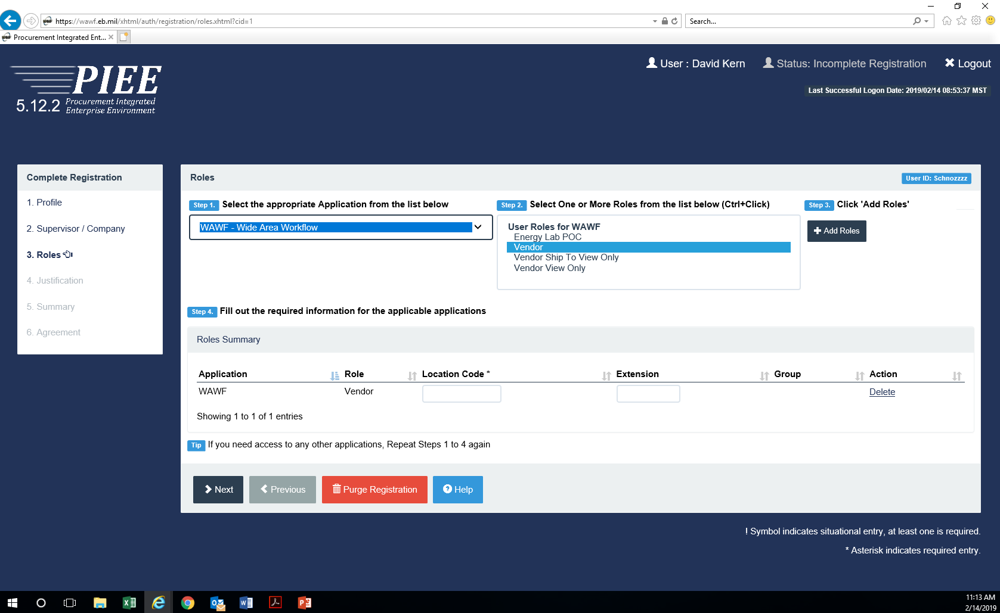 https://wawf.eb.mil/xhtml/auth/registration/roles.xhtml?cid=1
Search...
Procurement Integrated Ent...
PIEE
5.12.2 Procurement Integrated
Enterprise Environment
User : David Kern
Status: Incomplete Registration
Logout
Last Successful Logon Date: 2019/02/14 08:53:37 MST
Complete Registration
1. Profile
2. Supervisor / Company
3. Roles
4. Justification
5. Summary
6. Agreement
Roles
User ID: Schnozzzz
Step 1. Select the appropriate Application from the list below
WAWF - Wide Area Workflow
Step 2. Select One or More Roles from the list below (Ctrl+Click)
User Roles for WAWF
Energy Lab POC
Vendor
Vendor Ship To View Only
Vendor View Only
Step 3. Click 'Add Roles'
Add Roles
Step 4. Fill out the required information for the applicable applications
Roles Summary
Application Role Location Code * Extension Group Action
WAWF Vendor Delete
Showing 1 to 1 of 1 entries
Tip If you need access to any other applications, Repeat Steps 1 to 4 again
Next Previous Purge Registration Help
! Symbol indicates situational entry, at least one is required.
* Asterisk indicates required entry.
11:13 AM
2/14/2019